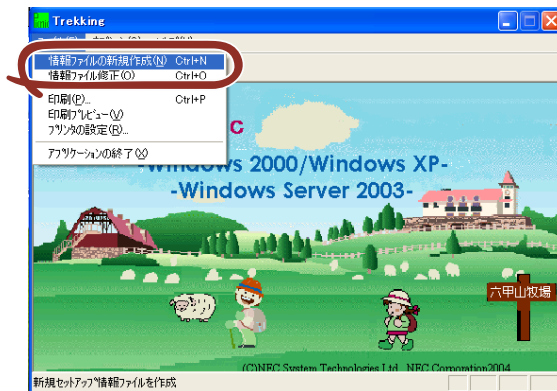 Trekking
情報ファイルの新規作成(N) Ctrl+N
情報ファイル修正(O) Ctrl+O
印刷(P)... Ctrl+P
印刷プレビュー(V)
プリンタの設定(R)...
アプリケーションの終了(X)
C
-Windows 2000/Windows XP-
-Windows Server 2003-
六甲山牧場
(C)NEC System Technologies Ltd., NEC Corporation2004
新規セットアップ情報ファイルを作成